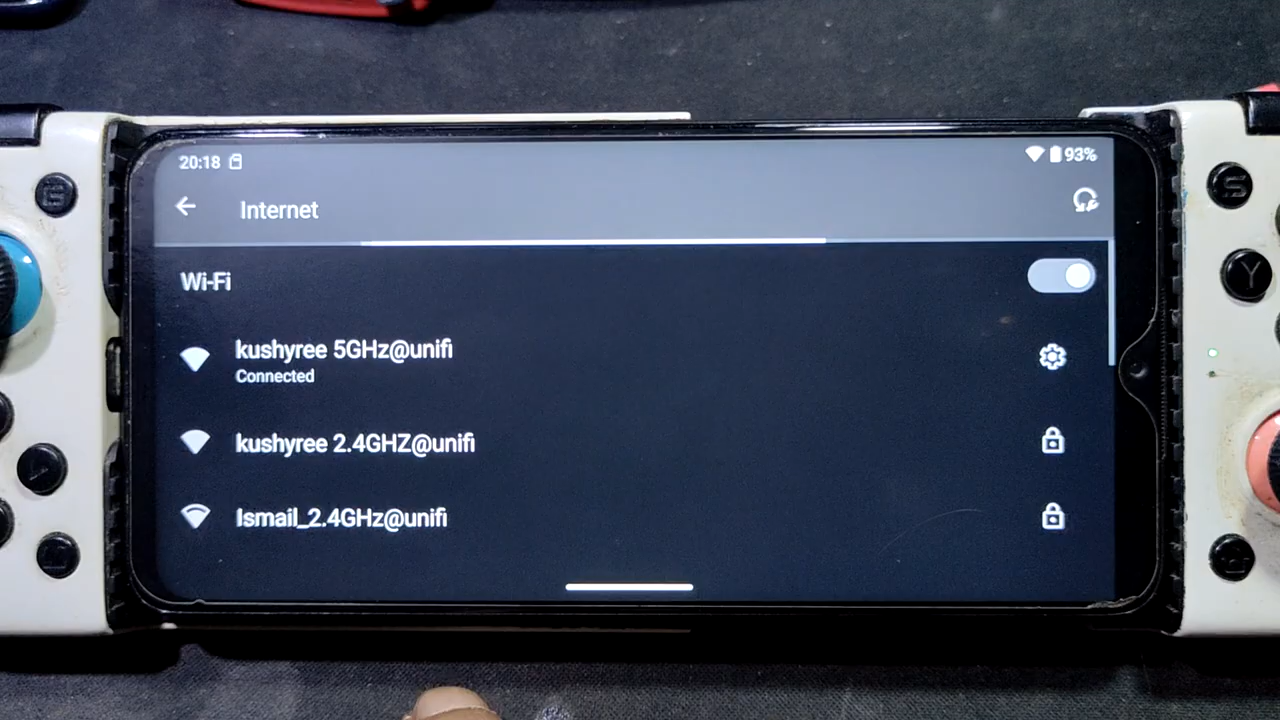 20:18
93%
Internet
Wi-Fi
kushyree 5GHz@unifi
Connected
kushyree 2.4GHZ@unifi
Ismail_2.4GHz@unifi
S
Y